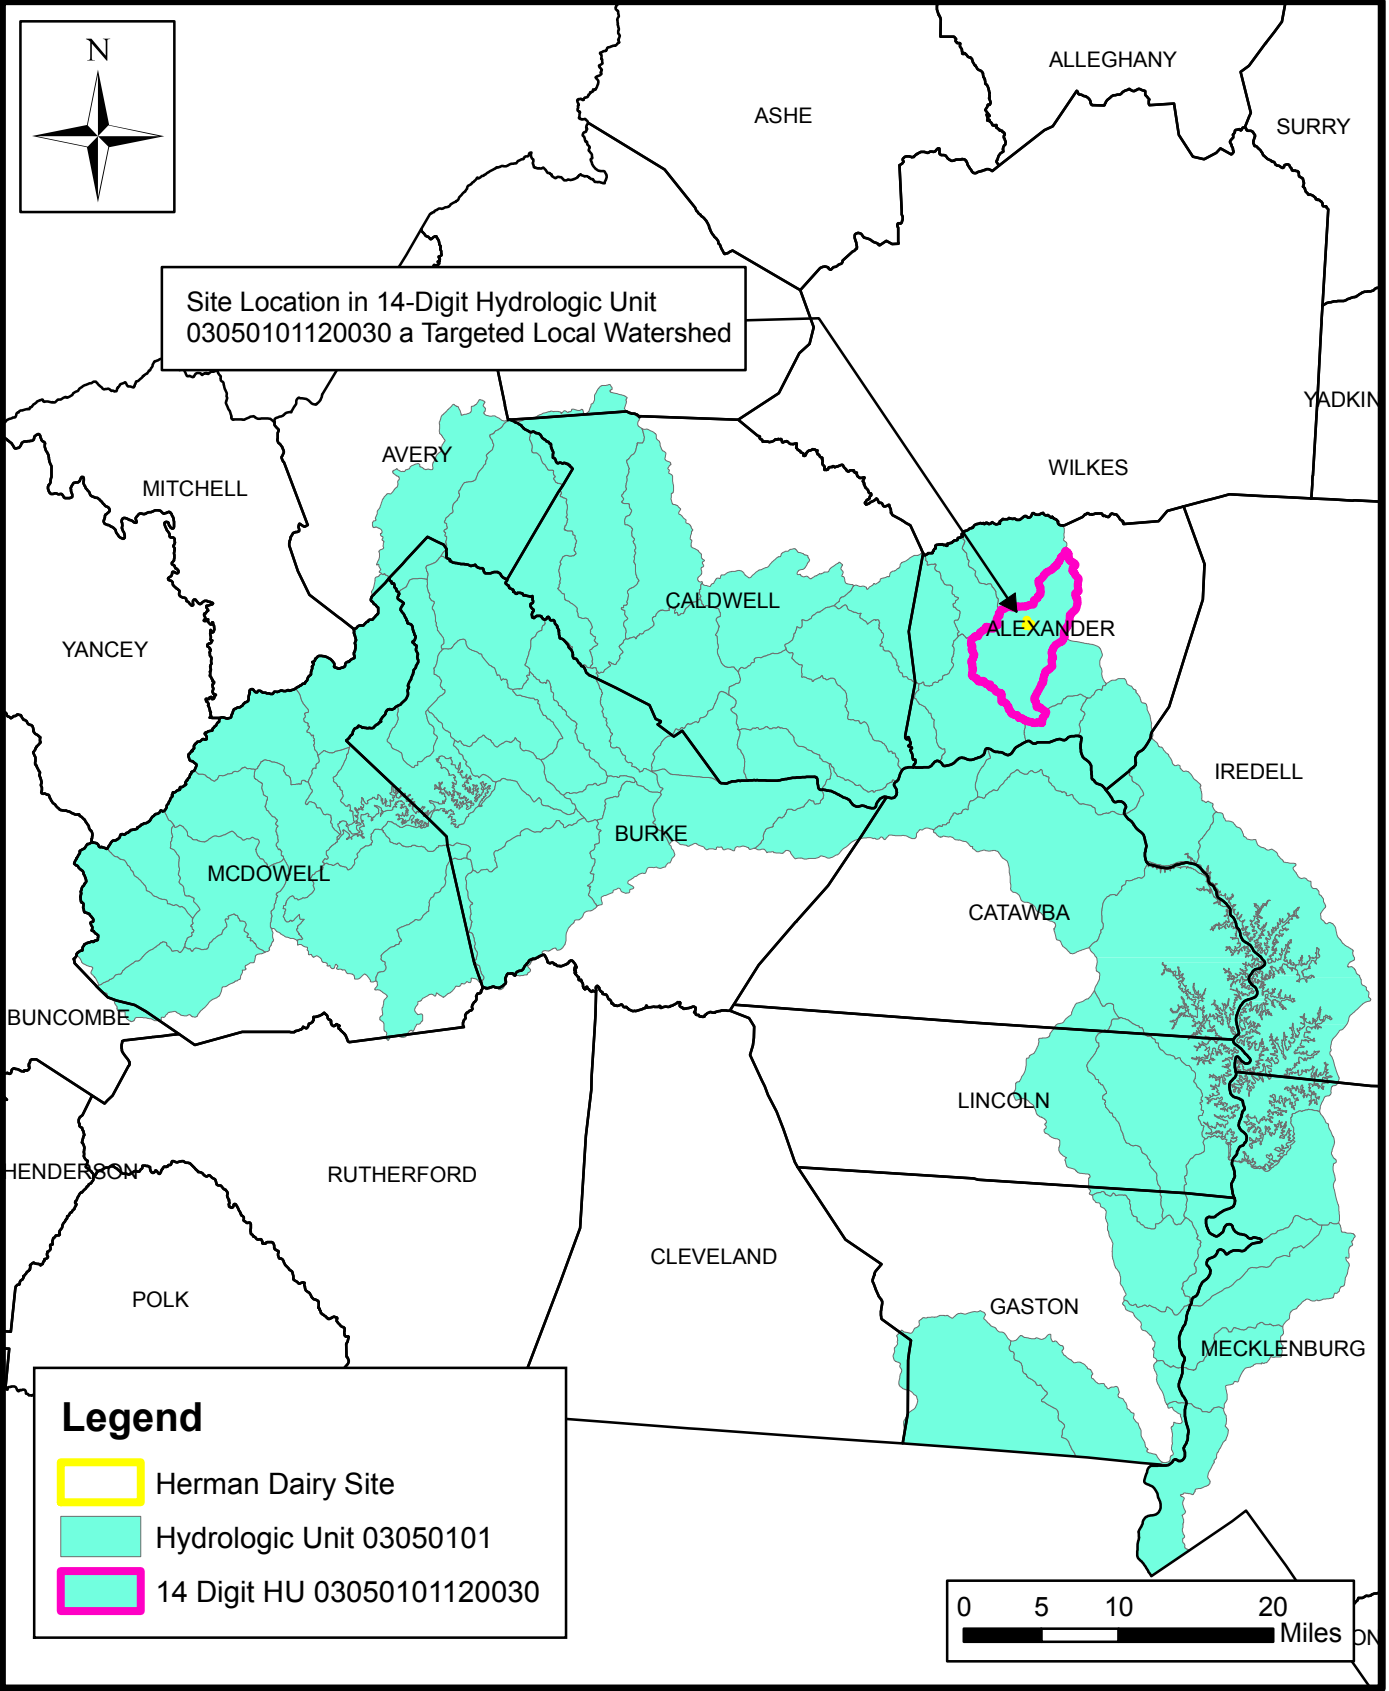 N
ALLEGHANY
ASHE
SURRY
Site Location in 14-Digit Hydrologic Unit
03050101120030 a Targeted Local Watershed
YADKIN
AVERY
WILKES
MITCHELL
CALDWELL
ALEXANDER
YANCEY
IREDELL
BURKE
MCDOWELL
CATAWBA
BUNCOMBE
LINCOLN
HENDERSON
RUTHERFORD
CLEVELAND
POLK
GASTON
MECKLENBURG
Legend
Herman Dairy Site
Hydrologic Unit 03050101
14 Digit HU 03050101120030
0 5 10 20
Miles
ON